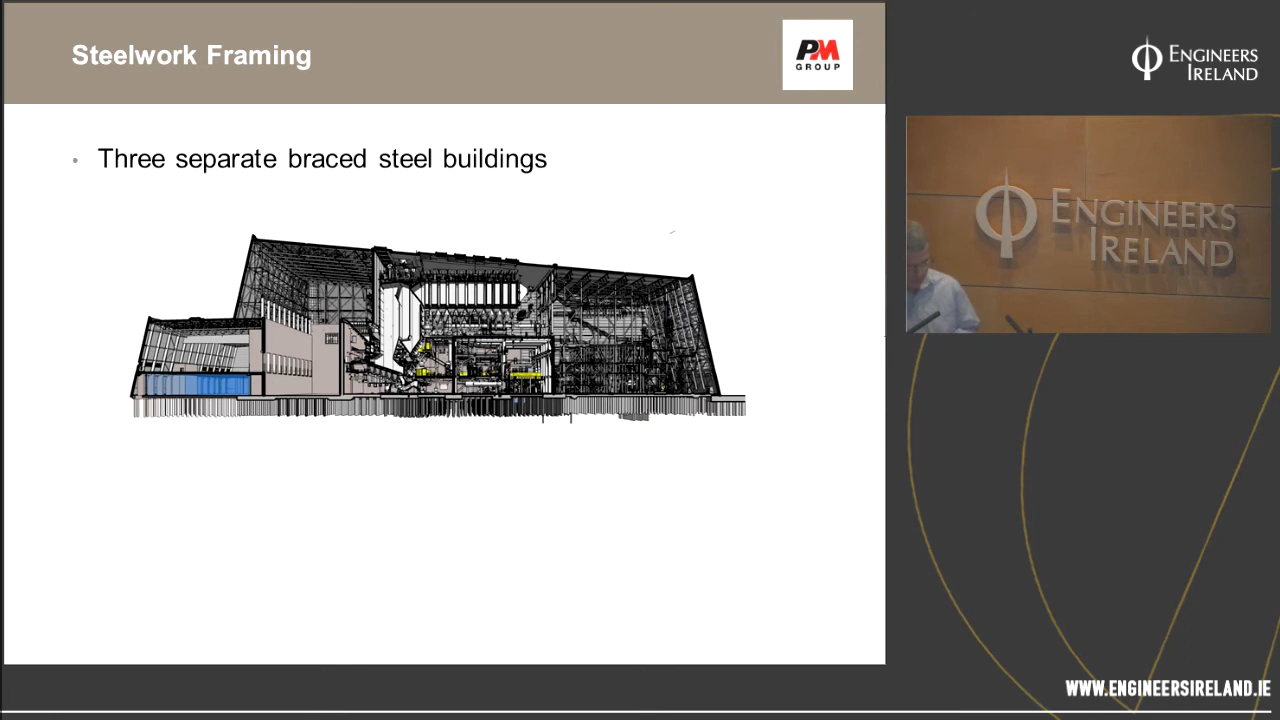 Steelwork Framing
PM
GROUP
Three separate braced steel buildings
ENGINEERS
IRELAND
ENGINEERS
IRELAND
WWW.ENGINEERSIRELAND.IE